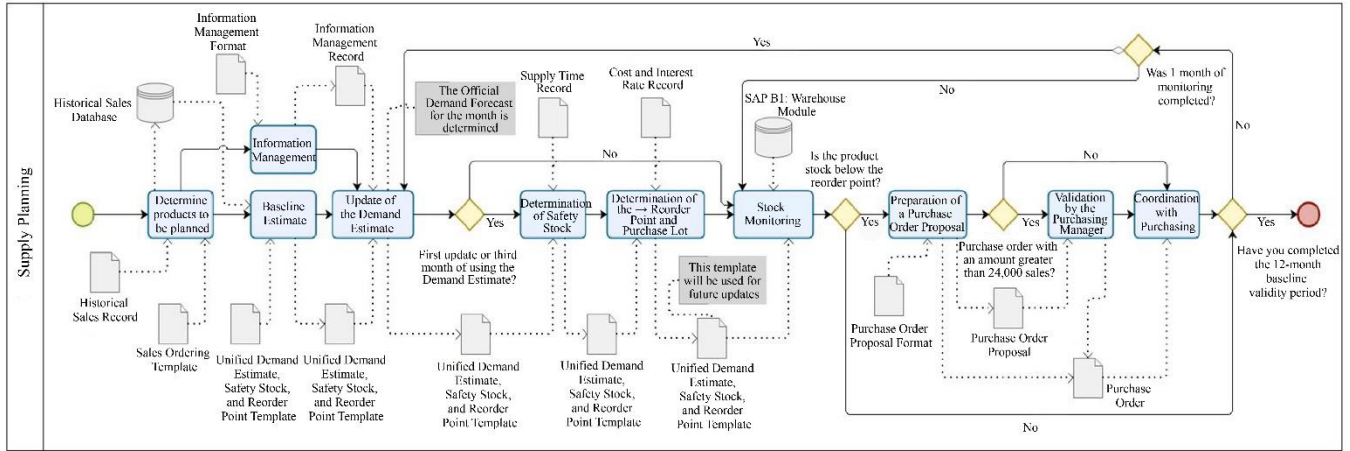 Supply Planning
Information
Management
Format
Information
Management
Record
Historical Sales
Database
Information
Management
The Official
Demand Forecast
for the month is
determined
Supply Time
Record
Cost and Interest
Rate Record
SAP B1: Warehouse
Module
Yes
No
Was 1 month of
monitoring
completed?
No
Determine
products to
be planned
Baseline
Estimate
Update of
the Demand
Estimate
No
Yes
First update or third
month of using the
Demand Estimate?
Determination
of Safety
Stock
Determination of
the → Reorder
Point and
Purchase Lot
Stock
Monitoring
Is the product
stock below the
reorder point?
Yes
No
Preparation of
a Purchase
Order Proposal
No
Yes
Purchase order with
an amount greater
than 24,000 sales?
Validation
by the
Purchasing
Manager
Coordination
with
Purchasing
Yes
Have you completed
the 12-month
baseline
validity period?
Historical
Sales Record
Sales Ordering
Template
Unified Demand
Estimate,
Safety Stock,
and Reorder
Point Template
Unified Demand
Estimate,
Safety Stock,
and Reorder
Point Template
Unified Demand
Estimate,
Safety Stock,
and Reorder
Point Template
Unified Demand
Estimate,
Safety Stock,
and Reorder
Point Template
This template
will be used for
future updates
Unified Demand
Estimate,
Safety Stock,
and Reorder
Point Template
Purchase Order
Proposal Format
Purchase Order
Proposal
Purchase
Order